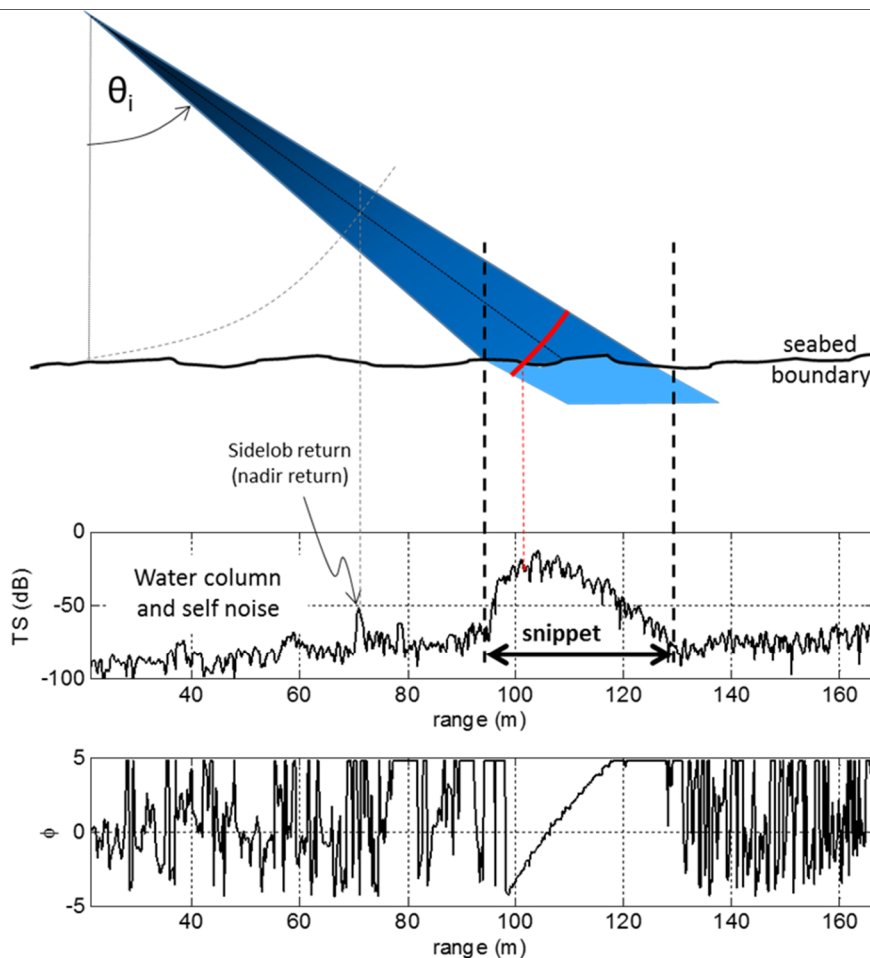 θi
seabed
boundary
Sidelob return
(nadir return)
0
Water column
and self noise
TS (dB)
-50
snippet
-100
40 60 80 100 120 140 160
range (m)
5
ϕ
0
-5
40 60 80 100 120 140 160
range (m)